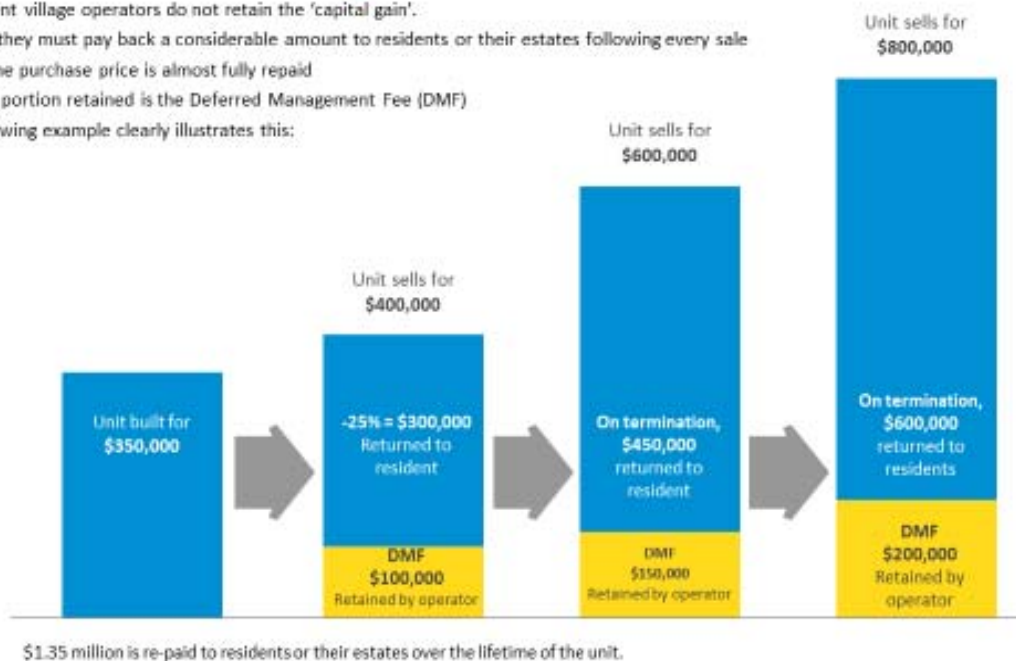 nt village operators do not retain the ‘capital gain’.
they must pay back a considerable amount to residents or their estates following every sale
ne purchase price is almost fully repaid
portion retained is the Deferred Management Fee (DMF)
wing example clearly illustrates this:
Unit built for
$350,000
Unit sells for
$400,000
-25% = $300,000
Returned to
resident
DMF
$100,000
Retained by operator
Unit sells for
$600,000
On termination,
$450,000
returned to
resident
DMF
$150,000
Retained by operator
Unit sells for
$800,000
On termination,
$600,000
returned to
residents
DMF
$200,000
Retained by
operator
$1.35 million is re-paid to residents or their estates over the lifetime of the unit.